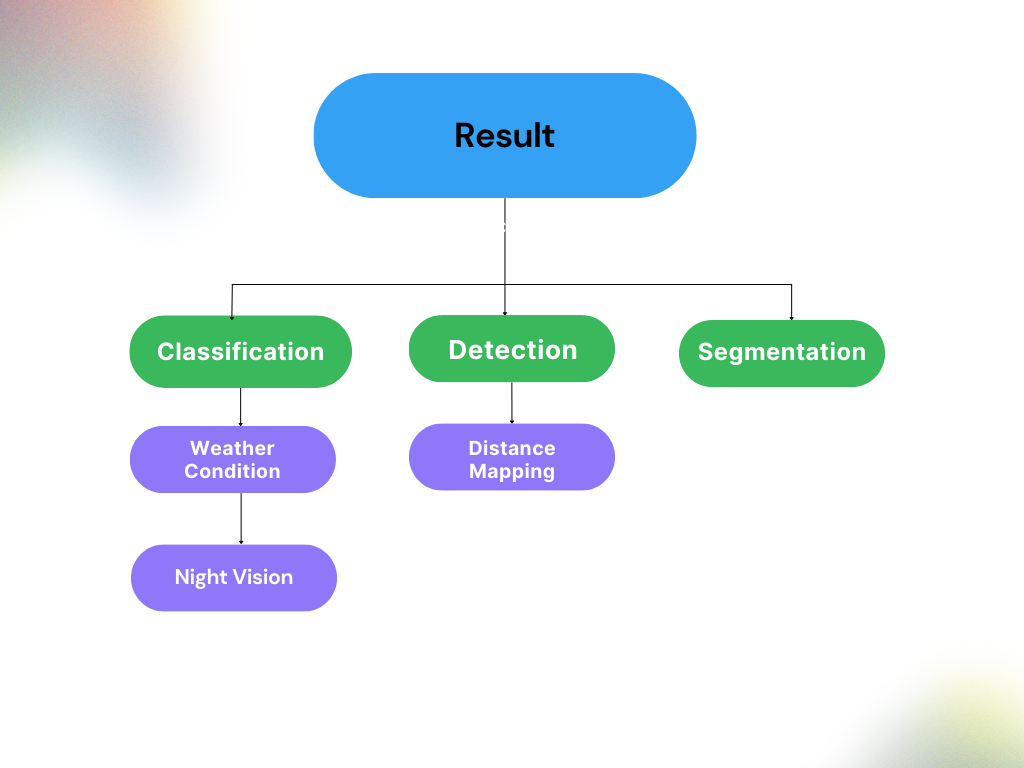 Result
Classification
Detection
Segmentation
Weather
Condition
Distance
Mapping
Night Vision